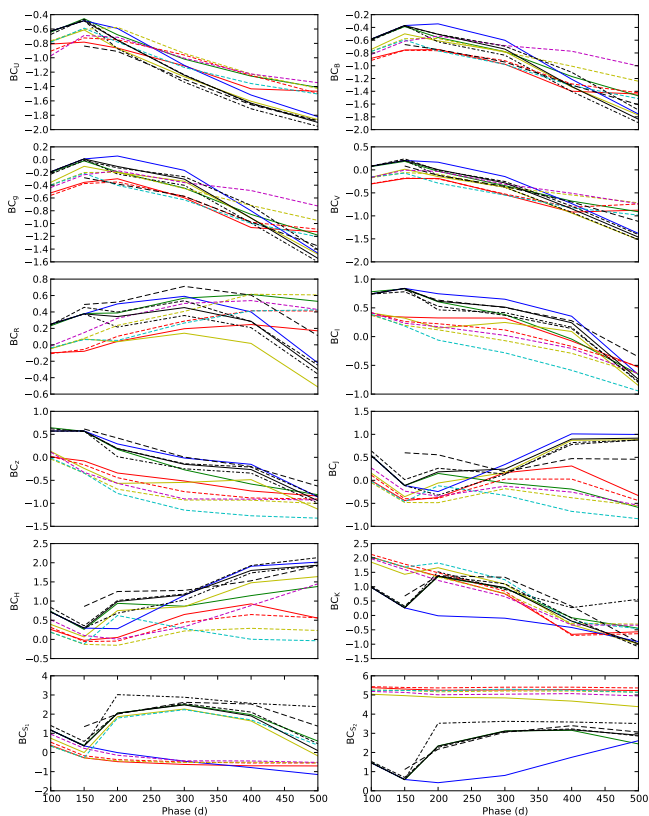 −0.4 −0.6 −0.8 −1.0 −1.2 −1.4 −1.6 −1.8 −2.0
BC_U
−0.2 −0.4 −0.6 −0.8 −1.0 −1.2 −1.4 −1.6 −1.8 −2.0
BC_B
0.2 0.0 −0.2 −0.4 −0.6 −0.8 −1.0 −1.2 −1.4 −1.6
BC_g
0.5 0.0 −0.5 −1.0 −1.5 −2.0
BC_V
0.8 0.6 0.4 0.2 0.0 −0.2 −0.4 −0.6
BC_R
1.0 0.5 0.0 −0.5 −1.0
BC_I
1.0 0.5 0.0 −0.5 −1.0 −1.5
BC_z
1.5 1.0 0.5 0.0 −0.5 −1.0
BC_J
2.5 2.0 1.5 1.0 0.5 0.0 −0.5
BC_H
2.5 2.0 1.5 1.0 0.5 0.0 −0.5 −1.0 −1.5
BC_K
4 3 2 1 0 −1 −2
BC_S1
6 5 4 3 2 1 0
BC_S2
100 150 200 250 300 350 400 450 500
Phase (d)
100 150 200 250 300 350 400 450 500
Phase (d)